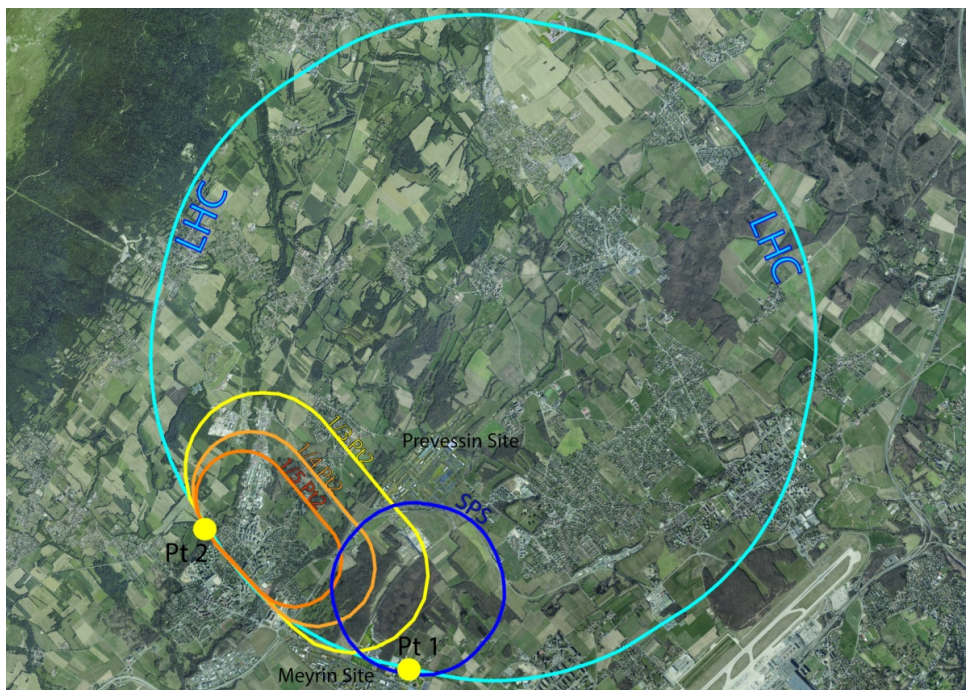 LHC
LHC
1/3 Pt2
Prevessin Site
1/4 Pt2
1/5 Pt2
SPS
Pt 2
Pt 1
Meyrin Site